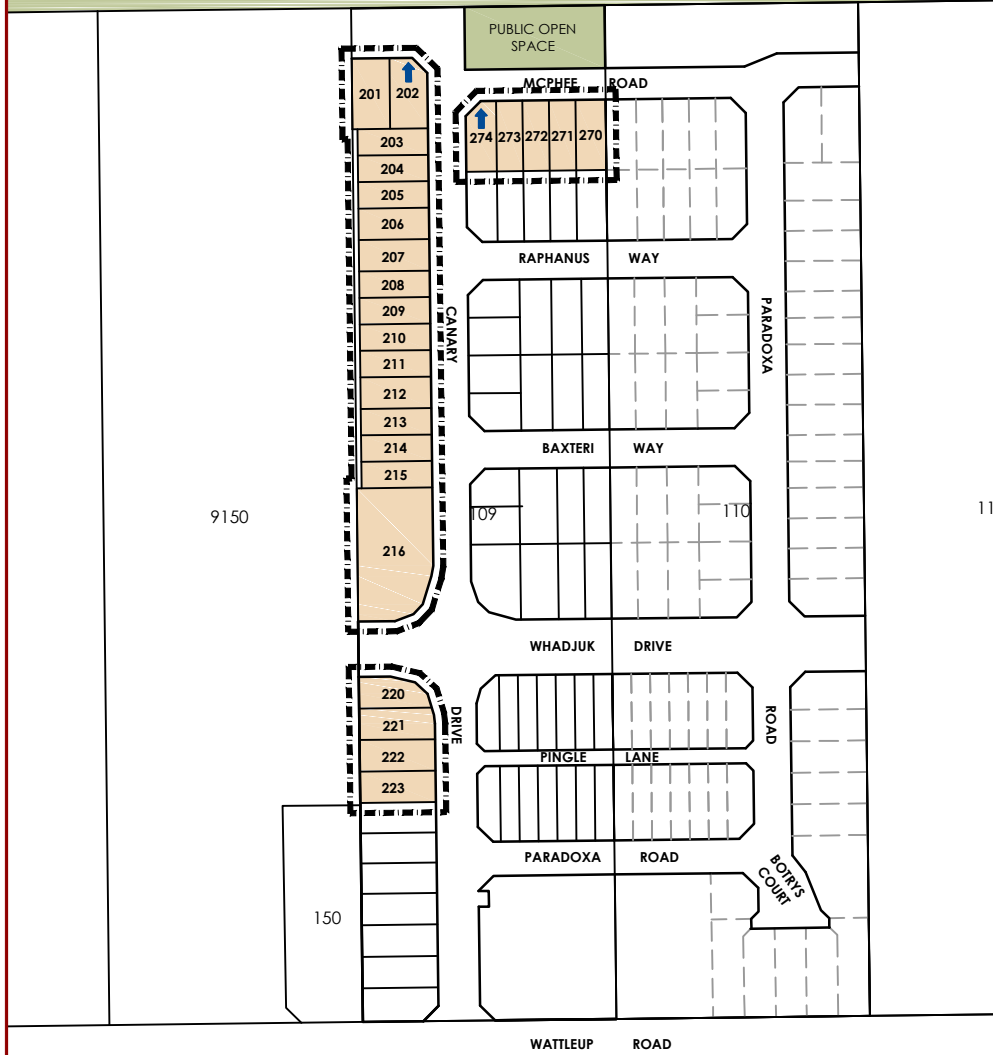 PUBLIC OPEN
SPACE
MCPHEE ROAD
201 202
274 273 272 271 270
203
204
205
206
207
208
209
210
211
212
213
214
215
216
RAPHANUS WAY
CANARY
PARADOXA
BAXTERI WAY
9150
109
110
11
WHADJUK DRIVE
220
221
222
223
DRIVE
ROAD
PINGLE LANE
PARADOXA ROAD
BOTRYS
COURT
150
WATTLEUP ROAD